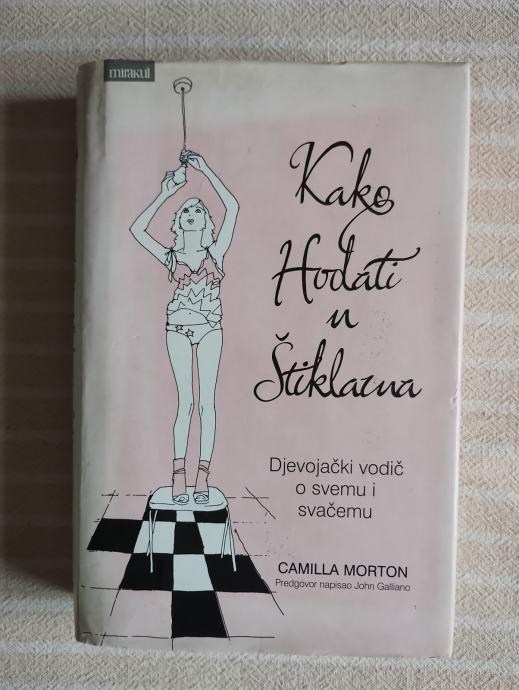 mirakul
Kako
Hodati
u
Štiklama
Djevojački vodič
o svemu i
svačemu
CAMILLA MORTON
Predgovor napisao John Galliano